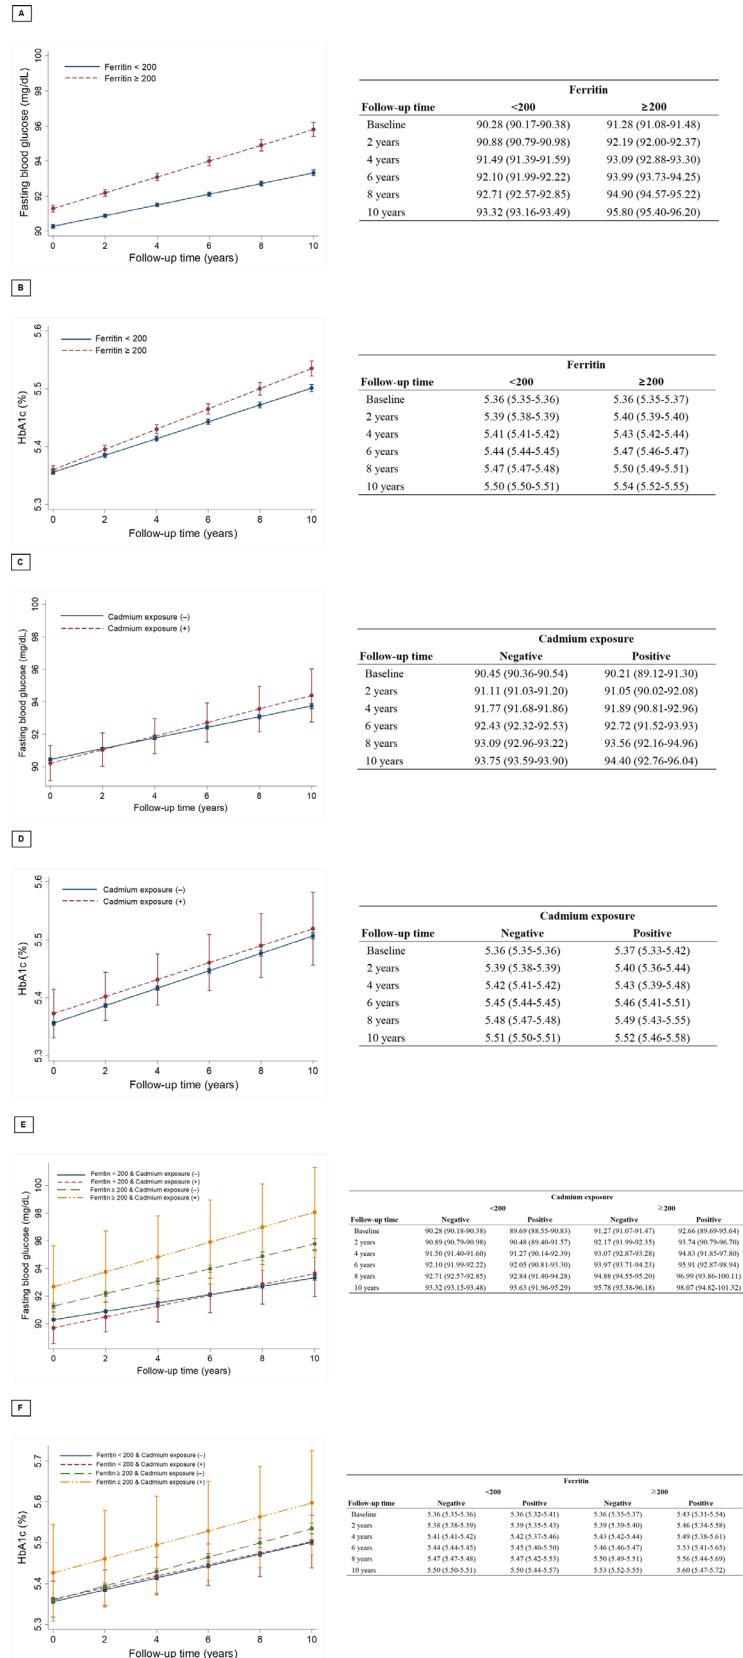 A
Ferritin < 200
Ferritin ≥ 200
Fasting blood glucose (mg/dL)
100
98
96
94
92
90
0 2 4 6 8 10
Follow-up time (years)
Ferritin
Follow-up time <200 ≥200
Baseline 90.28 (90.17-90.38) 91.28 (91.08-91.48)
2 years 90.88 (90.79-90.98) 92.19 (92.00-92.37)
4 years 91.49 (91.39-91.59) 93.09 (92.88-93.30)
6 years 92.10 (91.99-92.22) 93.99 (93.73-94.25)
8 years 92.71 (92.57-92.85) 94.90 (94.57-95.22)
10 years 93.32 (93.16-93.49) 95.80 (95.40-96.20)
B
Ferritin < 200
Ferritin ≥ 200
HbA1c (%)
5.6
5.5
5.4
5.3
0 2 4 6 8 10
Follow-up time (years)
Ferritin
Follow-up time <200 ≥200
Baseline 5.36 (5.35-5.36) 5.36 (5.35-5.37)
2 years 5.39 (5.38-5.39) 5.40 (5.39-5.40)
4 years 5.41 (5.41-5.42) 5.43 (5.42-5.44)
6 years 5.44 (5.44-5.45) 5.47 (5.46-5.47)
8 years 5.47 (5.47-5.48) 5.50 (5.49-5.51)
10 years 5.50 (5.50-5.51) 5.54 (5.52-5.55)
C
Cadmium exposure (–)
Cadmium exposure (+)
Fasting blood glucose (mg/dL)
100
98
96
94
92
90
0 2 4 6 8 10
Follow-up time (years)
Cadmium exposure
Follow-up time Negative Positive
Baseline 90.45 (90.36-90.54) 90.21 (89.12-91.30)
2 years 91.11 (91.03-91.20) 91.05 (90.02-92.08)
4 years 91.77 (91.68-91.86) 91.89 (90.81-92.96)
6 years 92.43 (92.32-92.53) 92.72 (91.52-93.93)
8 years 93.09 (92.96-93.22) 93.56 (92.16-94.96)
10 years 93.75 (93.59-93.90) 94.40 (92.76-96.04)
D
Cadmium exposure (–)
Cadmium exposure (+)
HbA1c (%)
5.6
5.5
5.4
5.3
0 2 4 6 8 10
Follow-up time (years)
Cadmium exposure
Follow-up time Negative Positive
Baseline 5.36 (5.35-5.36) 5.37 (5.33-5.42)
2 years 5.39 (5.38-5.39) 5.40 (5.36-5.44)
4 years 5.42 (5.41-5.42) 5.43 (5.39-5.48)
6 years 5.45 (5.44-5.45) 5.46 (5.41-5.51)
8 years 5.48 (5.47-5.48) 5.49 (5.43-5.55)
10 years 5.51 (5.50-5.51) 5.52 (5.46-5.58)
E
Ferritin < 200 & Cadmium exposure (–)
Ferritin < 200 & Cadmium exposure (+)
Ferritin ≥ 200 & Cadmium exposure (–)
Ferritin ≥ 200 & Cadmium exposure (+)
Fasting blood glucose (mg/dL)
100
98
96
94
92
90
0 2 4 6 8 10
Follow-up time (years)
Cadmium exposure
<200 ≥200
Follow-up time Negative Positive Negative Positive
Baseline 90.28 (90.18-90.38) 89.69 (88.55-90.83) 91.27 (91.07-91.47) 92.66 (89.69-95.64)
2 years 90.89 (90.79-90.98) 90.48 (89.40-91.57) 92.17 (91.99-92.35) 93.74 (90.79-96.70)
4 years 91.50 (91.40-91.60) 91.27 (90.14-92.39) 93.07 (92.87-93.28) 94.83 (91.85-97.80)
6 years 92.10 (91.99-92.22) 92.05 (90.81-93.30) 93.97 (93.71-94.23) 95.91 (92.87-98.94)
8 years 92.71 (92.57-92.85) 92.84 (91.40-94.28) 94.88 (94.55-95.20) 96.99 (93.86-100.11)
10 years 93.32 (93.15-93.48) 93.63 (91.96-95.29) 95.78 (95.38-96.18) 98.07 (94.82-101.32)
F
Ferritin < 200 & Cadmium exposure (–)
Ferritin < 200 & Cadmium exposure (+)
Ferritin ≥ 200 & Cadmium exposure (–)
Ferritin ≥ 200 & Cadmium exposure (+)
HbA1c (%)
5.7
5.6
5.5
5.4
5.3
0 2 4 6 8 10
Follow-up time (years)
Ferritin
<200 ≥200
Follow-up time Negative Positive Negative Positive
Baseline 5.36 (5.35-5.36) 5.36 (5.32-5.41) 5.36 (5.35-5.37) 5.43 (5.31-5.54)
2 years 5.38 (5.38-5.39) 5.39 (5.35-5.43) 5.39 (5.39-5.40) 5.46 (5.34-5.58)
4 years 5.41 (5.41-5.42) 5.42 (5.37-5.46) 5.43 (5.42-5.44) 5.49 (5.38-5.61)
6 years 5.44 (5.44-5.45) 5.45 (5.40-5.50) 5.46 (5.46-5.47) 5.53 (5.41-5.65)
8 years 5.47 (5.47-5.48) 5.47 (5.42-5.53) 5.50 (5.49-5.51) 5.56 (5.44-5.69)
10 years 5.50 (5.50-5.51) 5.50 (5.44-5.57) 5.53 (5.52-5.55) 5.60 (5.47-5.72)